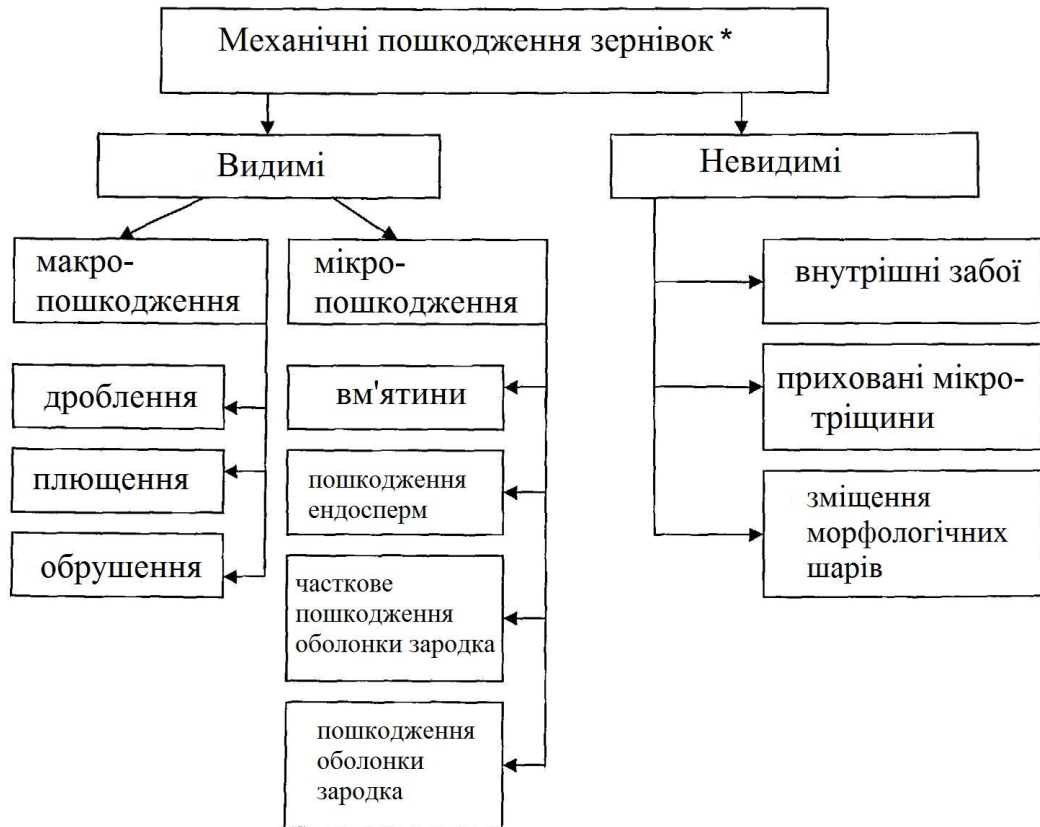 Механічні пошкодження зернівок *
Видимі
Невидимі
макро-
пошкодження
мікро-
пошкодження
дроблення
плющення
обрушення
вм'ятини
пошкодження
ендосперм
часткове
пошкодження
оболонки зародка
пошкодження
оболонки
зародка
внутрішні забої
приховані мікро-
тріщини
зміщення
морфологічних
шарів